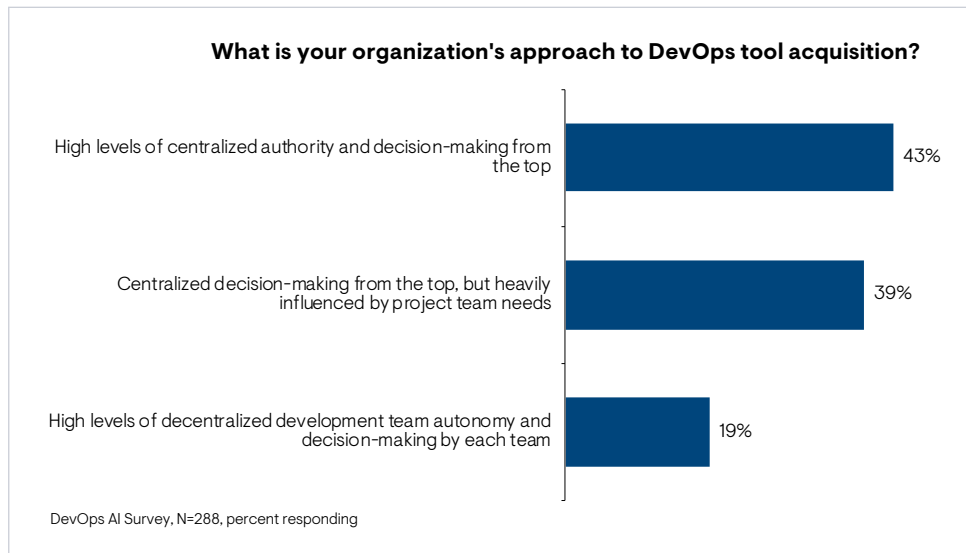 What is your organization's approach to DevOps tool acquisition?
High levels of centralized authority and decision-making from
the top
43%
Centralized decision-making from the top, but heavily
influenced by project team needs
39%
High levels of decentralized development team autonomy and
decision-making by each team
19%
DevOps AI Survey, N=288, percent responding